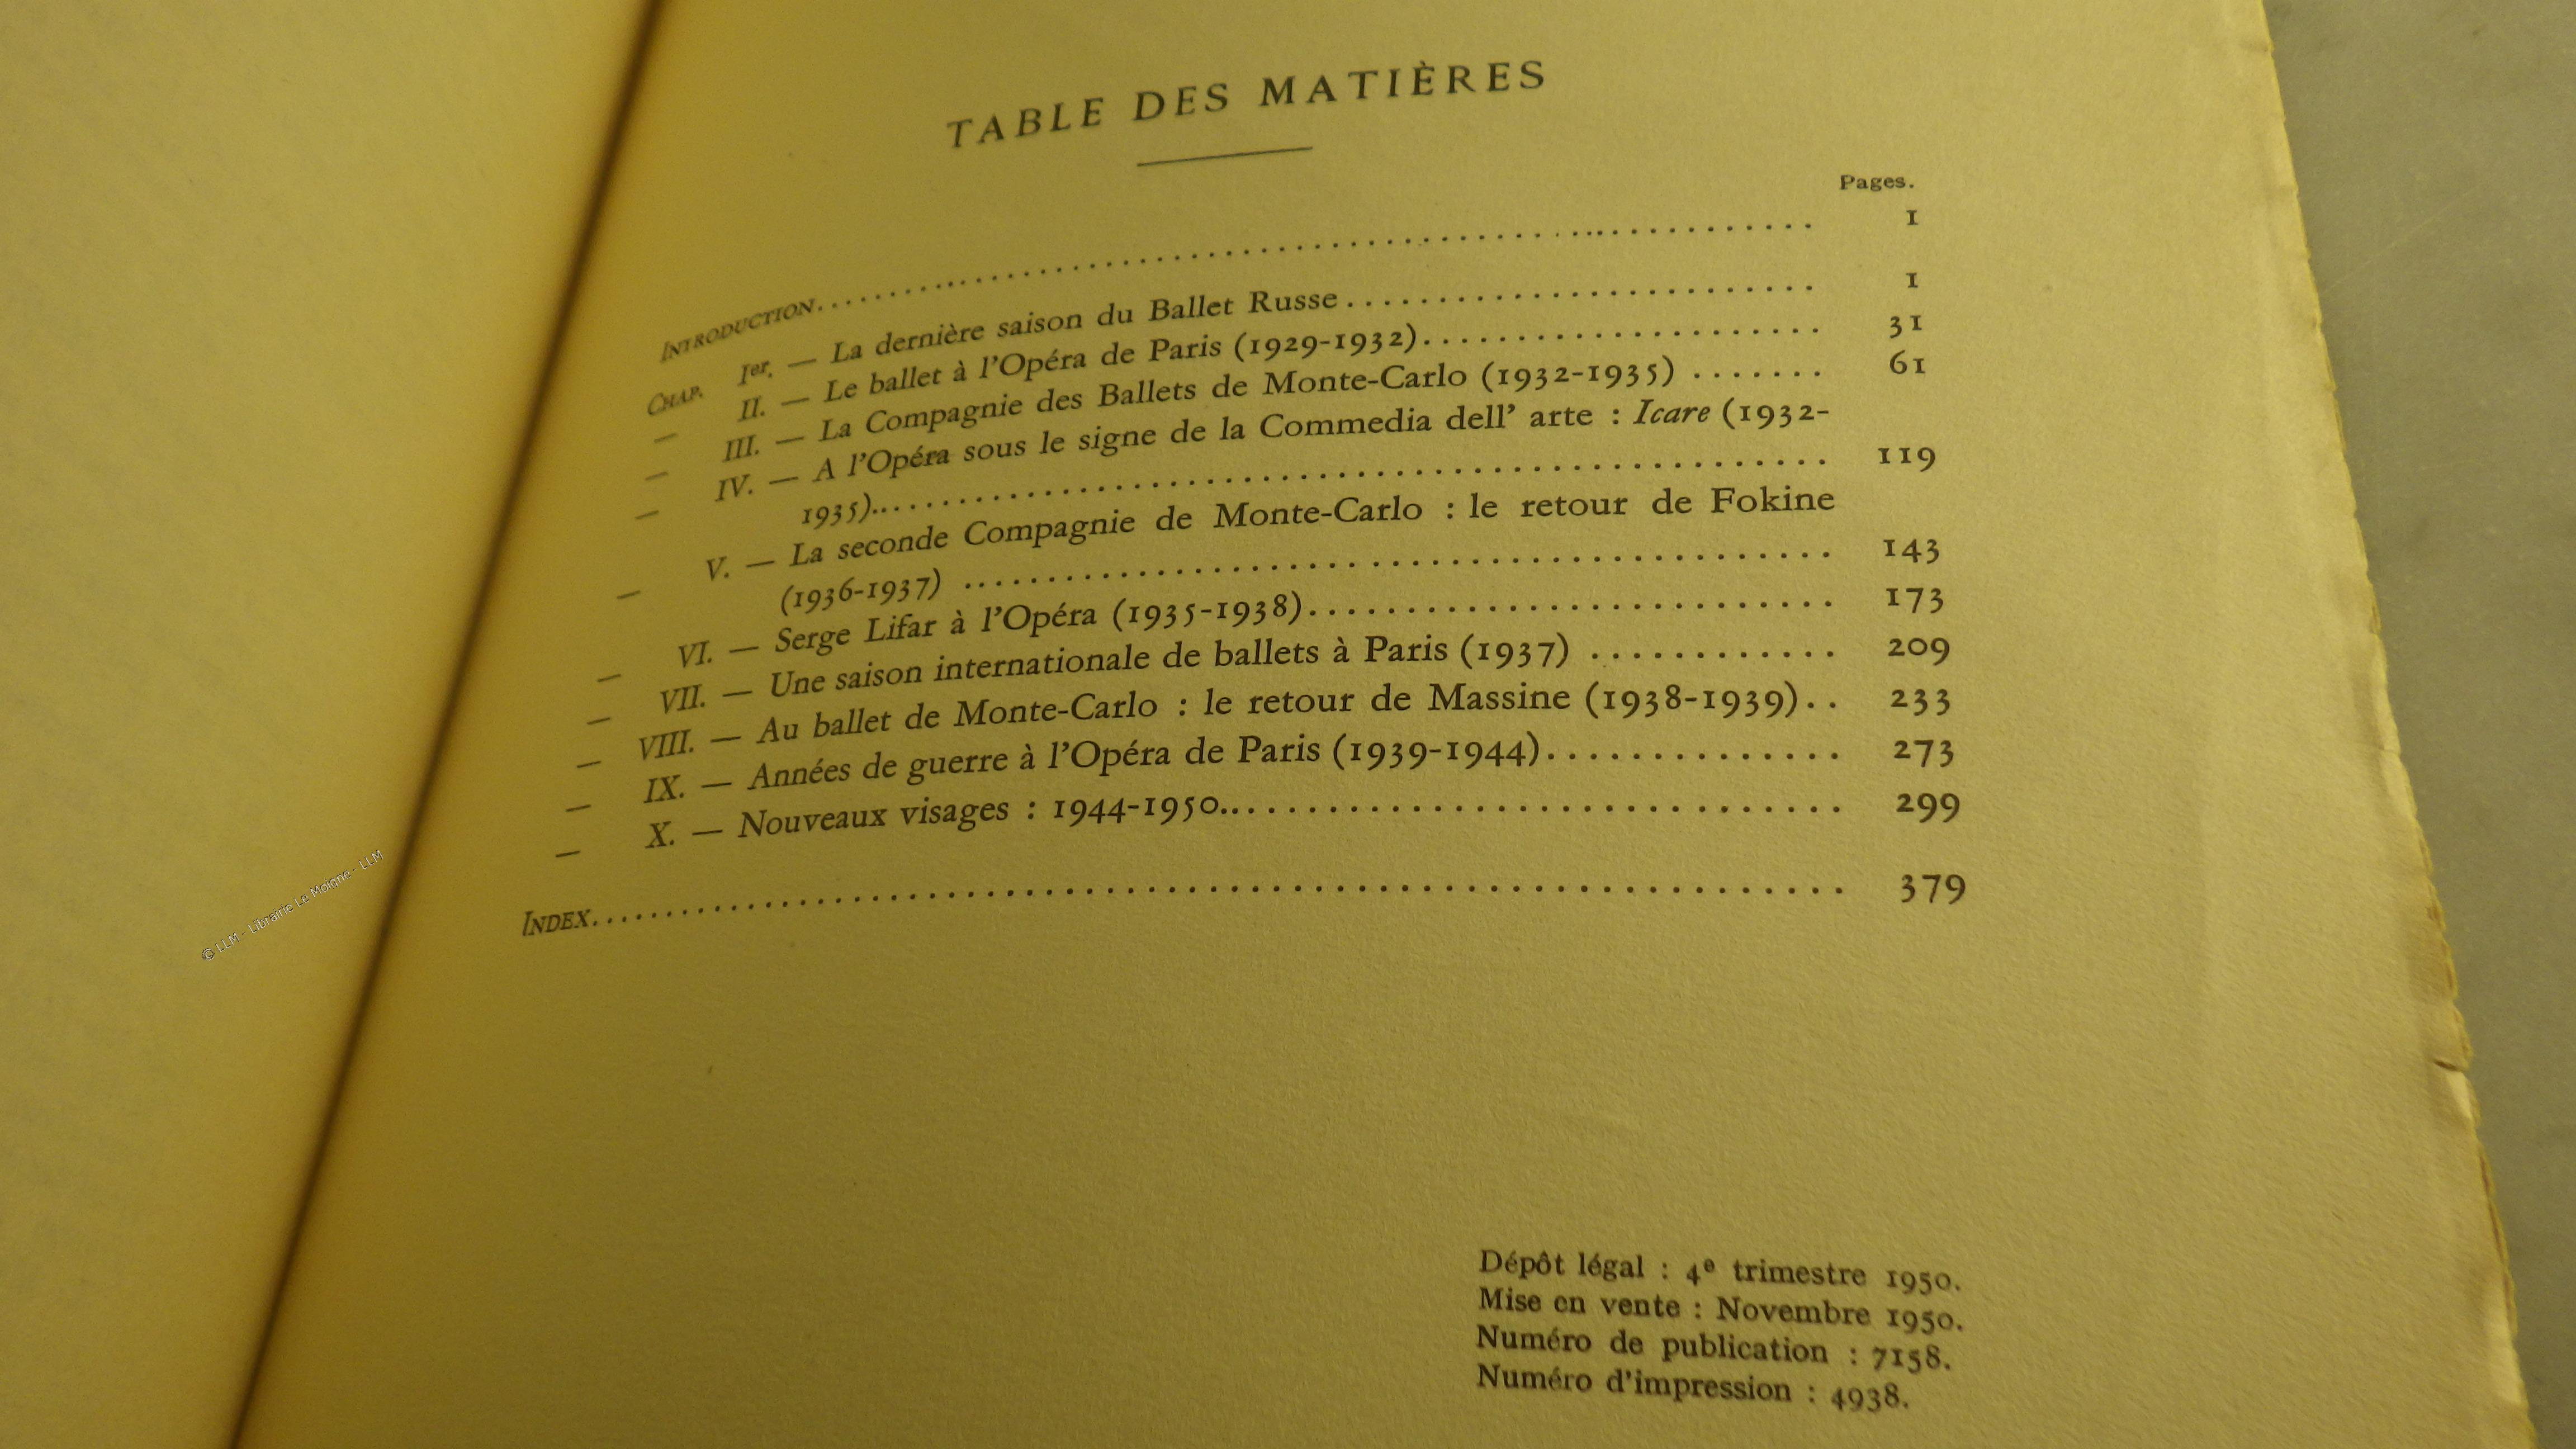 TABLE DES MATIÈRES
Pages.
INTRODUCTION........................................ I
CHAP. Ier. — La dernière saison du Ballet Russe......................... I
— II. — Le ballet à l'Opéra de Paris (1929-1932).................... 31
— III. — La Compagnie des Ballets de Monte-Carlo (1932-1935) ....... 61
— IV. — A l'Opéra sous le signe de la Commedia dell' arte : Icare (1932-
1935)........................................ 119
— V. — La seconde Compagnie de Monte-Carlo : le retour de Fokine
(1936-1937) ........................................ 143
— VI. — Serge Lifar à l'Opéra (1935-1938)......................... 173
— VII. — Une saison internationale de ballets à Paris (1937) ............ 209
— VIII. — Au ballet de Monte-Carlo : le retour de Massine (1938-1939).. 233
— IX. — Années de guerre à l'Opéra de Paris (1939-1944).............. 273
— X. — Nouveaux visages : 1944-1950.............................. 299
INDEX........................................ 379
© LLM - Librairie Le Moigne - LLM
Dépôt légal : 4e trimestre 1950.
Mise en vente : Novembre 1950.
Numéro de publication : 7158.
Numéro d'impression : 4938.